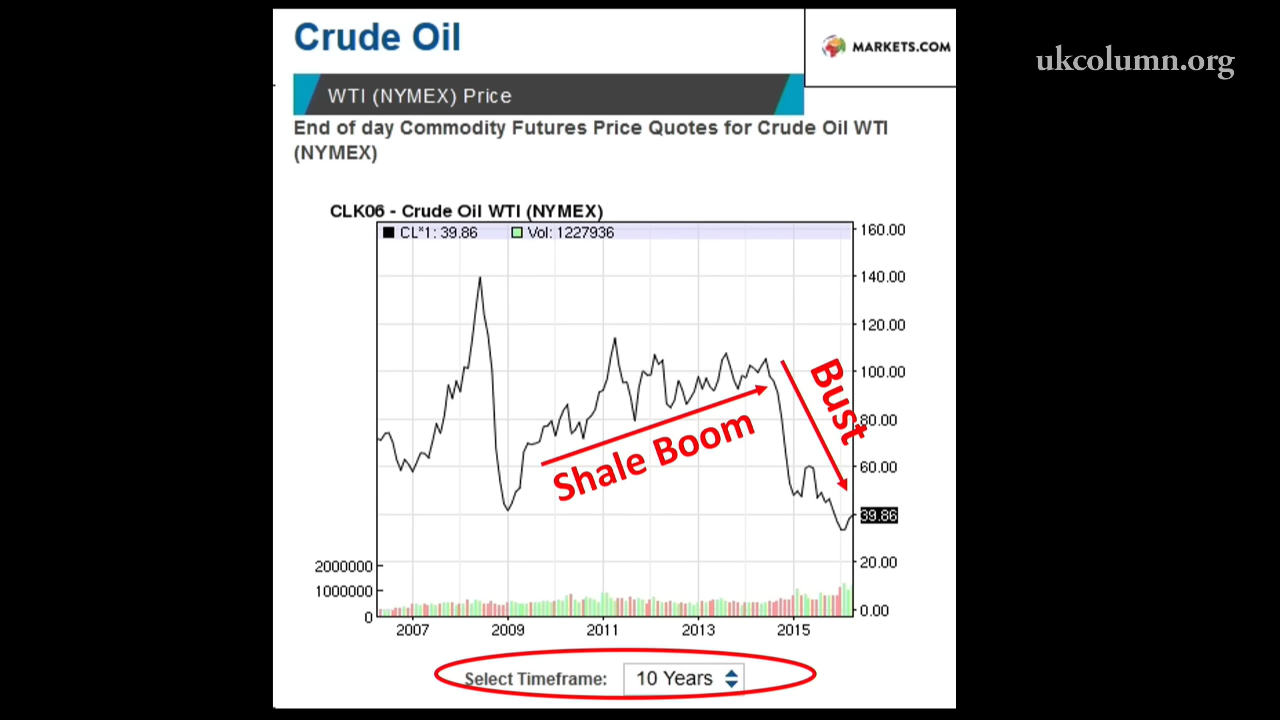 Crude Oil
MARKETS.COM
ukcolumn.org
WTI (NYMEX) Price
End of day Commodity Futures Price Quotes for Crude Oil WTI
(NYMEX)
CLK06 - Crude Oil WTI (NYMEX)
CL*1: 39.86 Vol: 1227936
160.00
140.00
120.00
100.00
80.00
60.00
39.86
20.00
0.00
Shale Boom
Bust
2000000
1000000
0
2007 2009 2011 2013 2015
Select Timeframe: 10 Years